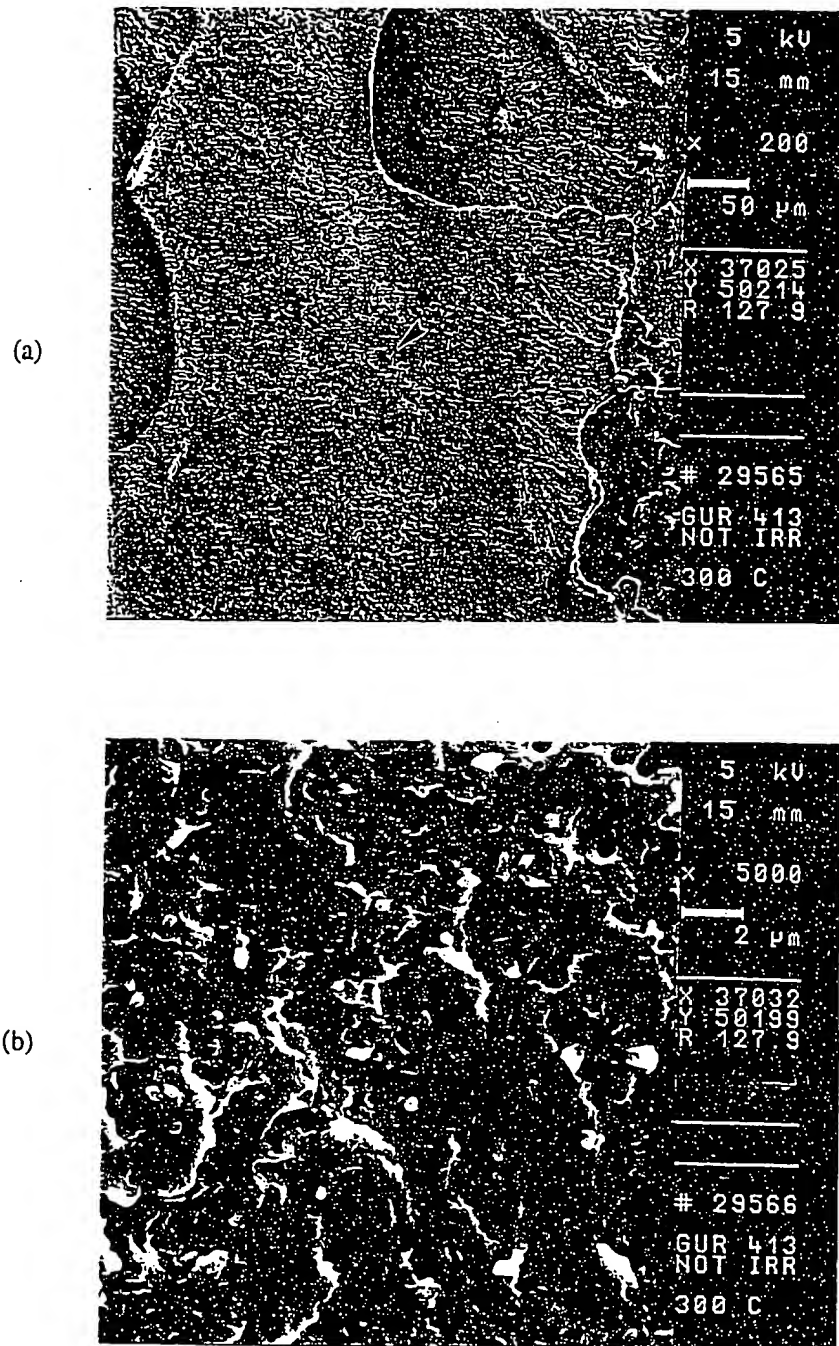 (a)
5 kV
15 mm
x 200
50 µm
X 37025
Y 50214
R 127.9
# 29565
GUR 413
NOT IRR
300 C
(b)
5 kV
15 mm
x 5000
2 µm
X 37032
Y 50199
R 127.9
# 29566
GUR 413
NOT IRR
300 C